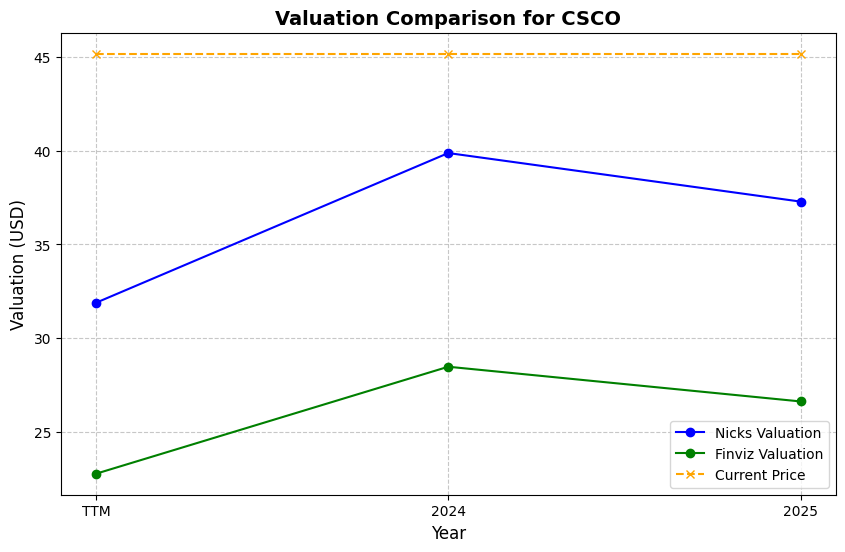 Valuation Comparison for CSCO
Valuation (USD)
45
40
35
30
25
TTM
2024
2025
Year
Nicks Valuation
Finviz Valuation
Current Price